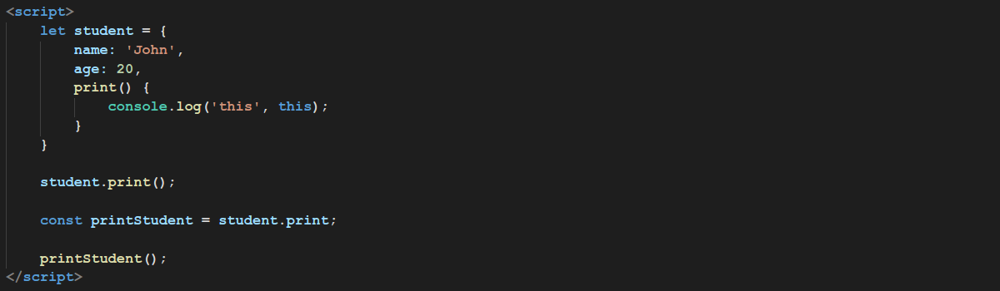 <script>
    let student = {
        name: 'John',
        age: 20,
        print() {
            console.log('this', this);
        }
    }

    student.print();

    const printStudent = student.print;

    printStudent();
</script>